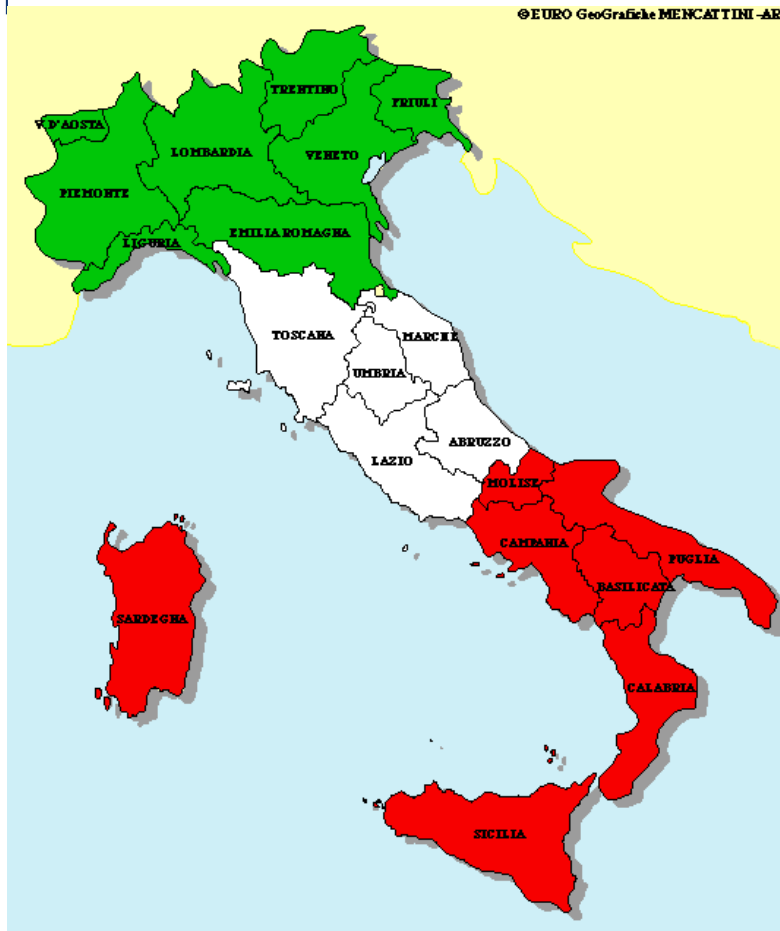 ©EURO GeoGrafiche MENCATTINI -AR
TRENTINO
FRIULI
V.D'AOSTA
LOMBARDIA
VENETO
PIEMONTE
EMILIA ROMAGNA
LIGURIA
TOSCANA
MARCHE
UMBRIA
ABRUZZO
LAZIO
MOLISE
CAMPANIA
PUGLIA
BASILICATA
SARDEGNA
CALABRIA
SICILIA